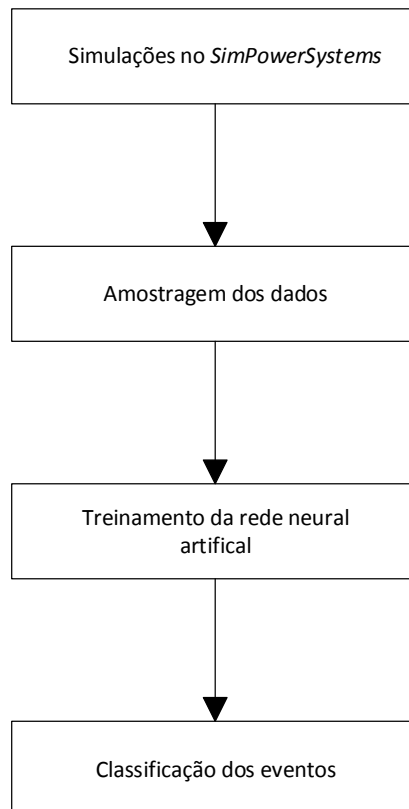 Simulações no SimPowerSystems
Amostragem dos dados
Treinamento da rede neural
artifical
Classificação dos eventos